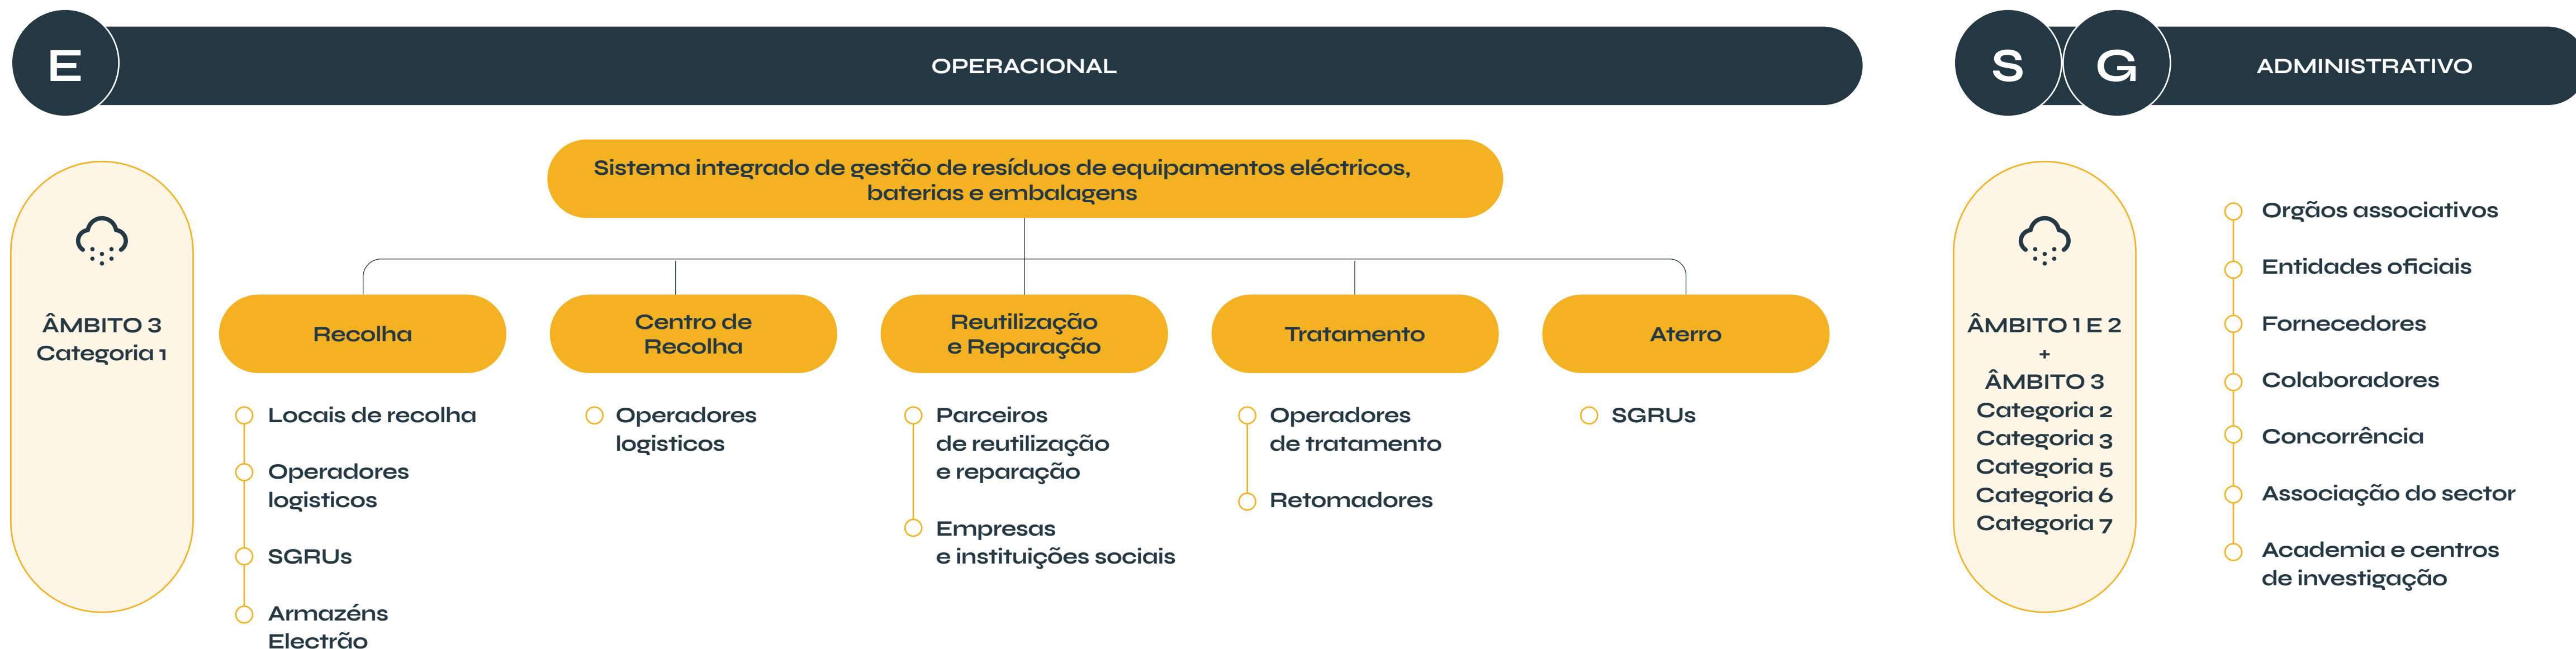 E
OPERACIONAL
Sistema integrado de gestão de resíduos de equipamentos eléctricos,
baterias e embalagens
ÂMBITO 3
Categoria 1
Recolha
Locais de recolha
Operadores
logisticos
SGRUs
Armazéns
Electrão
Centro de
Recolha
Operadores
logisticos
Reutilização
e Reparação
Parceiros
de reutilização
e reparação
Empresas
e instituições sociais
Tratamento
Operadores
de tratamento
Retomadores
Aterro
SGRUs
S
G
ADMINISTRATIVO
ÂMBITO 1 E 2
+
ÂMBITO 3
Categoria 2
Categoria 3
Categoria 5
Categoria 6
Categoria 7
Orgãos associativos
Entidades oficiais
Fornecedores
Colaboradores
Concorrência
Associação do sector
Academia e centros
de investigação